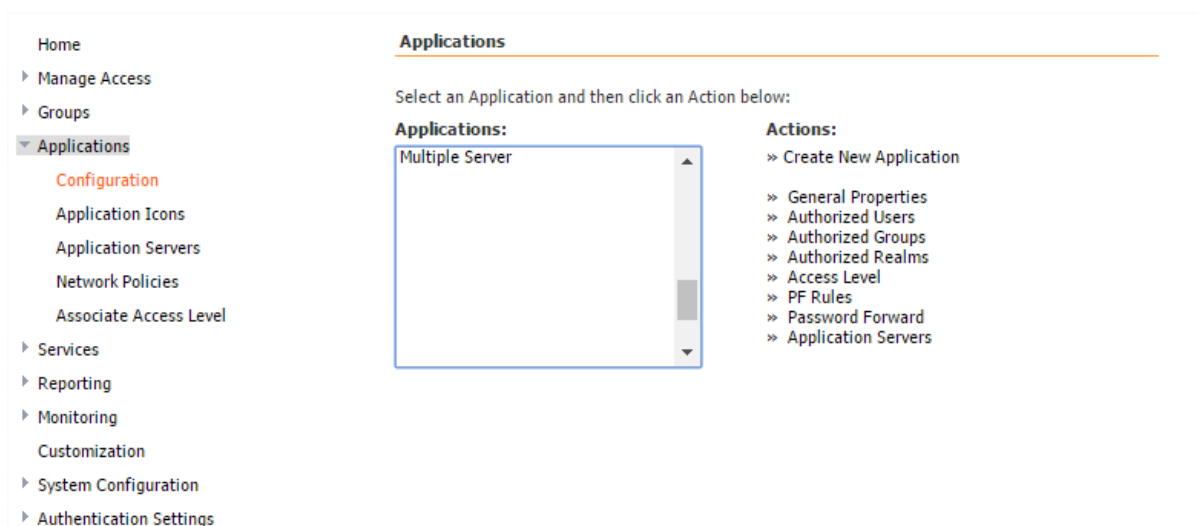 Home
Manage Access
Groups
Applications
Configuration
Application Icons
Application Servers
Network Policies
Associate Access Level
Services
Reporting
Monitoring
Customization
System Configuration
Authentication Settings
Applications
Select an Application and then click an Action below:
Applications:
Multiple Server
Actions:
» Create New Application
» General Properties
» Authorized Users
» Authorized Groups
» Authorized Realms
» Access Level
» PF Rules
» Password Forward
» Application Servers